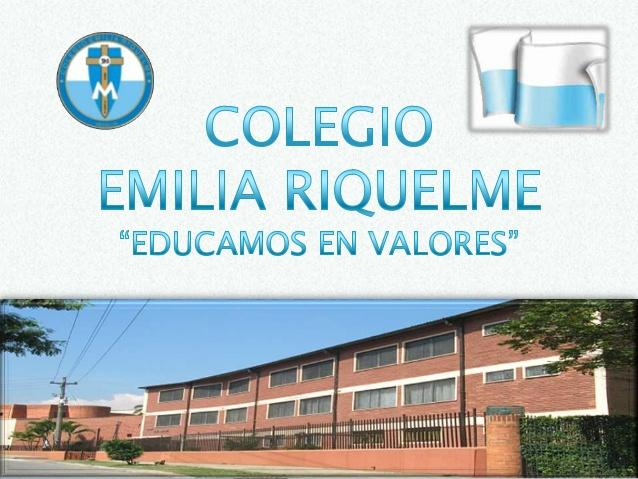 COLEGIO
EMILIA RIQUELME
“EDUCAMOS EN VALORES”